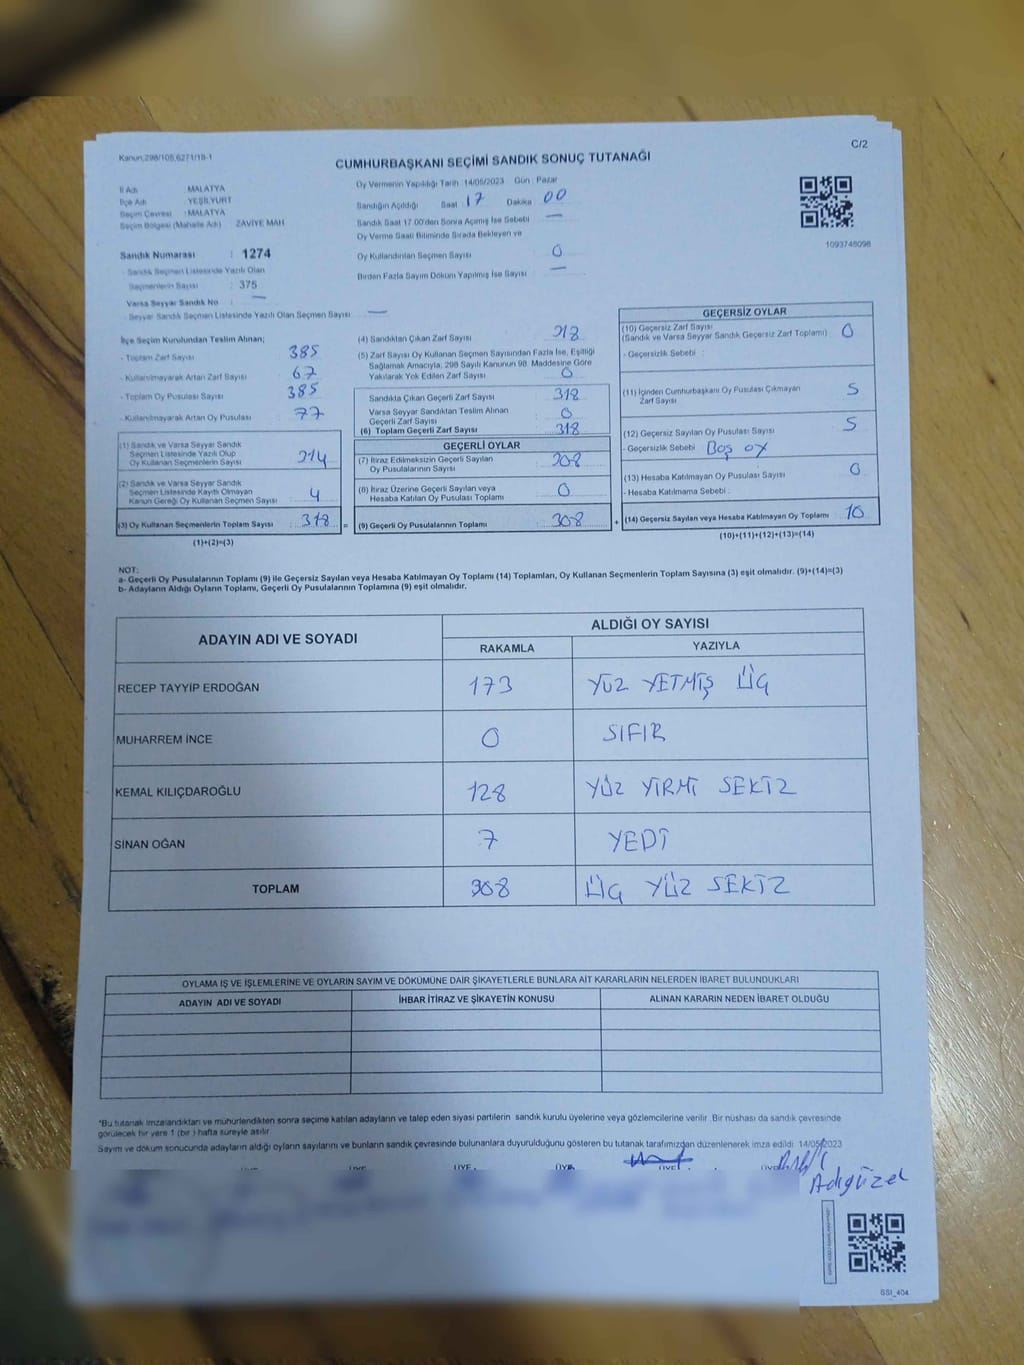 Kanun:298/105,6271/18-1
C/2
CUMHURBAŞKANI SEÇİMİ SANDIK SONUÇ TUTANAĞI
İl Adı : MALATYA
İlçe Adı : YEŞİLYURT
Seçim Çevresi : MALATYA
Seçim Bölgesi (Mahalle Adı) : ZAVİYE MAH
Sandık Numarası : 1274
- Sandık Seçmen Listesinde Yazılı Olan
Seçmenlerin Sayısı : 375
Varsa Seyyar Sandık No : —
- Seyyar Sandık Seçmen Listesinde Yazılı Olan Seçmen Sayısı : —
Oy Vermenin Yapıldığı Tarih :14/05/2023 Gün : Pazar
Sandığın Açıldığı Saat 17 Dakika 00
Sandık Saat 17.00'den Sonra Açılmış İse Sebebi —
Oy Verme Saati Bitiminde Sırada Bekleyen ve
Oy Kullandırılan Seçmen Sayısı : 0
Birden Fazla Sayım Döküm Yapılmış İse Sayısı : —
1093748098
İlçe Seçim Kurulundan Teslim Alınan;
- Toplam Zarf Sayısı : 385
- Kullanılmayarak Artan Zarf Sayısı : 67
- Toplam Oy Pusulası Sayısı : 385
- Kullanılmayarak Artan Oy Pusulası : 77
(1) Sandık ve Varsa Seyyar Sandık
Seçmen Listesinde Yazılı Olup
Oy Kullanan Seçmenlerin Sayısı : 314
(2) Sandık ve Varsa Seyyar Sandık
Seçmen Listesinde Kayıtlı Olmayan
Kanun Gereği Oy Kullanan Seçmen Sayısı : 4
(3) Oy Kullanan Seçmenlerin Toplam Sayısı : 318 =
(1)+(2)=(3)
(4) Sandıktan Çıkan Zarf Sayısı : 318
(5) Zarf Sayısı Oy Kullanan Seçmen Sayısından Fazla İse, Eşitliği
Sağlamak Amacıyla; 298 Sayılı Kanunun 98. Maddesine Göre
Yakılarak Yok Edilen Zarf Sayısı : 0
Sandıkta Çıkan Geçerli Zarf Sayısı : 318
Varsa Seyyar Sandıktan Teslim Alınan
Geçerli Zarf Sayısı : 0
(6) Toplam Geçerli Zarf Sayısı : 318
GEÇERLİ OYLAR
(7) İtiraz Edilmeksizin Geçerli Sayılan
Oy Pusulalarının Sayısı : 308
(8) İtiraz Üzerine Geçerli Sayılan veya
Hesaba Katılan Oy Pusulası Toplamı : 0
(9) Geçerli Oy Pusulalarının Toplamı : 308 +
GEÇERSİZ OYLAR
(10) Geçersiz Zarf Sayısı
(Sandık ve Varsa Seyyar Sandık Geçersiz Zarf Toplamı) : 0
- Geçersizlik Sebebi :
(11) İçinden Cumhurbaşkanı Oy Pusulası Çıkmayan
Zarf Sayısı : 5
(12) Geçersiz Sayılan Oy Pusulası Sayısı : 5
- Geçersizlik Sebebi : Boş oy
(13) Hesaba Katılmayan Oy Pusulası Sayısı : 0
- Hesaba Katılmama Sebebi :
(14) Geçersiz Sayılan veya Hesaba Katılmayan Oy Toplamı : 10
(10)+(11)+(12)+(13)=(14)
NOT:
a- Geçerli Oy Pusulalarının Toplamı (9) ile Geçersiz Sayılan veya Hesaba Katılmayan Oy Toplamı (14) Toplamları, Oy Kullanan Seçmenlerin Toplam Sayısına (3) eşit olmalıdır. (9)+(14)=(3)
b- Adayların Aldığı Oyların Toplamı, Geçerli Oy Pusulalarının Toplamına (9) eşit olmalıdır.
ADAYIN ADI VE SOYADI
ALDIĞI OY SAYISI
RAKAMLA YAZIYLA
RECEP TAYYİP ERDOĞAN 173 YÜZ YETMİŞ ÜÇ
MUHARREM İNCE 0 SIFIR
KEMAL KILIÇDAROĞLU 128 YÜZ YİRMİ SEKİZ
SİNAN OĞAN 7 YEDİ
TOPLAM 308 ÜÇ YÜZ SEKİZ
OYLAMA İŞ VE İŞLEMLERİNE VE OYLARIN SAYIM VE DÖKÜMÜNE DAİR ŞİKAYETLERLE BUNLARA AİT KARARLARIN NELERDEN İBARET BULUNDUKLARI
ADAYIN ADI VE SOYADI İHBAR İTİRAZ VE ŞİKAYETİN KONUSU ALINAN KARARIN NEDEN İBARET OLDUĞU
"Bu tutanak imzalandıktan ve mühürlendikten sonra seçime katılan adayların ve talep eden siyasi partilerin sandık kurulu üyelerine veya gözlemcilerine verilir. Bir nüshası da sandık çevresinde
görülecek bir yere 1 (bir ) hafta süreyle asılır.
Sayım ve döküm sonucunda adayların aldığı oyların sayılarını ve bunların sandık çevresinde bulunanlara duyurulduğunu gösteren bu tutanak tarafımızdan düzenlenerek imza edildi. 14/05/2023
ÜYE ÜYE ÜYE ÜYE ÜYE ÜYE
Adıgüzel
SSI_404